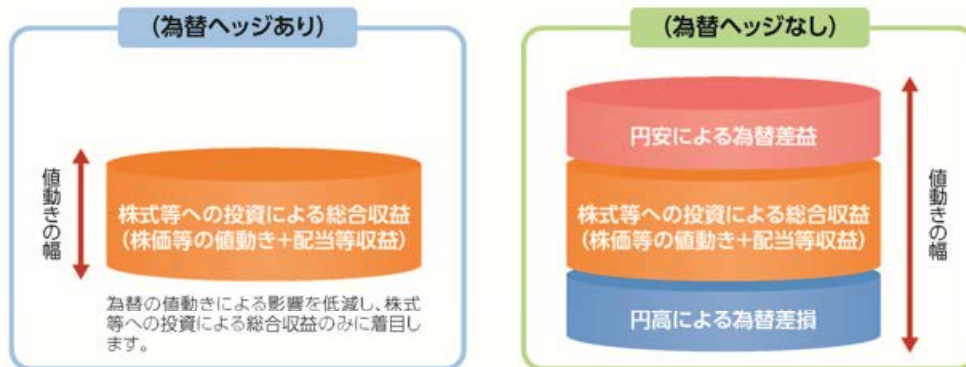 (為替ヘッジあり)
値動きの幅
株式等への投資による総合収益
(株価等の値動き+配当等収益)
為替の値動きによる影響を低減し、株式
等への投資による総合収益のみに着目し
ます。
(為替ヘッジなし)
円安による為替差益
株式等への投資による総合収益
(株価等の値動き+配当等収益)
円高による為替差損
値動きの幅